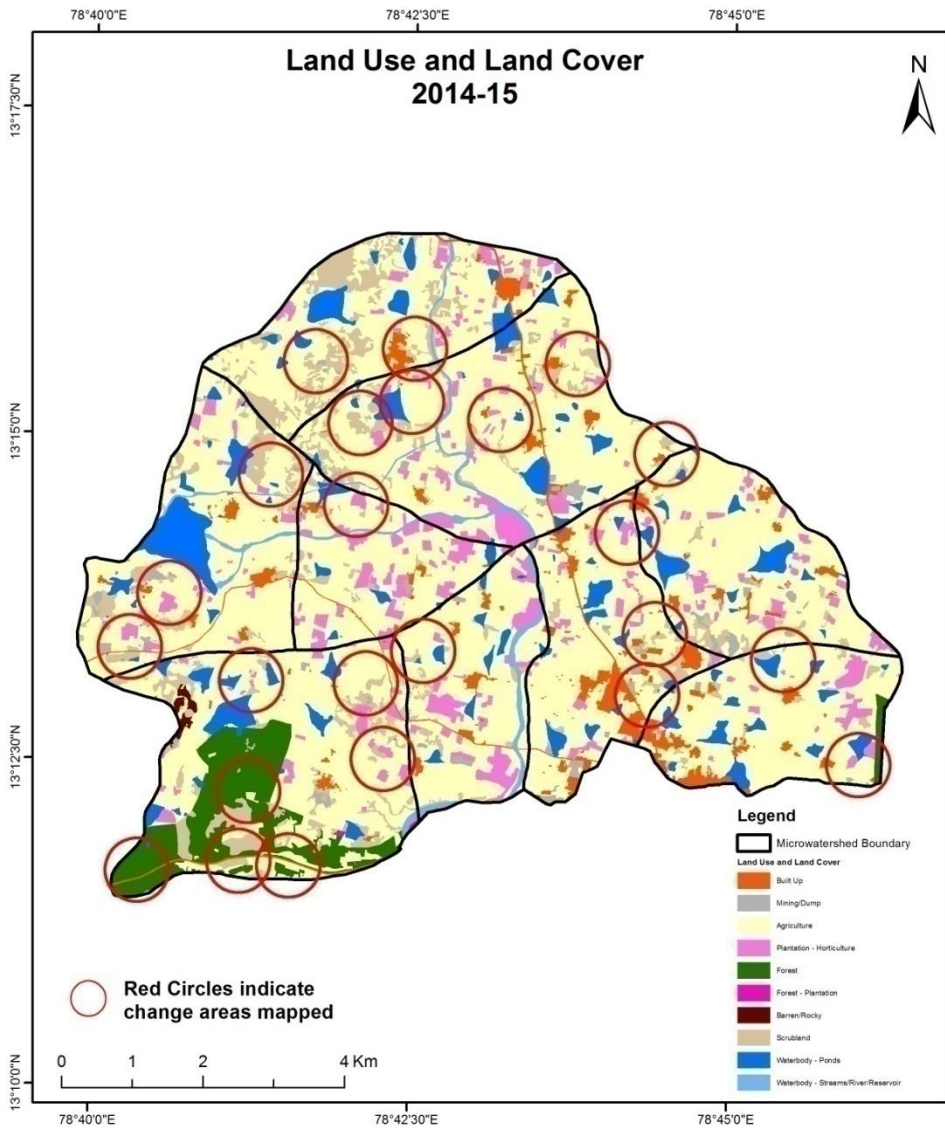 78°40'0"E 78°42'30"E 78°45'0"E
Land Use and Land Cover
2014-15
N
13°17'30"N
13°15'0"N
13°12'30"N
13°10'0"N
Legend
Microwatershed Boundary
Land Use and Land Cover
Built Up
Mining/Dump
Agriculture
Plantation - Horticulture
Forest
Forest - Plantation
Barren/Rocky
Scrubland
Waterbody - Ponds
Waterbody - Streams/River/Reservoir
Red Circles indicate
change areas mapped
0 1 2 4 Km
78°40'0"E 78°42'30"E 78°45'0"E